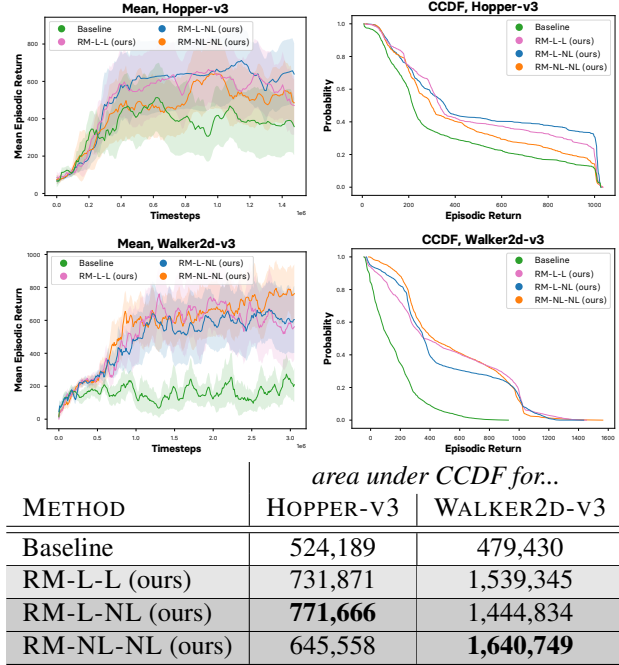 Mean, Hopper-v3
Baseline
RM-L-L (ours)
RM-L-NL (ours)
RM-NL-NL (ours)
Mean Episodic Return
800
600
400
200
0
0.0 0.2 0.4 0.6 0.8 1.0 1.2 1.4
1e6
Timesteps
CCDF, Hopper-v3
Baseline
RM-L-L (ours)
RM-L-NL (ours)
RM-NL-NL (ours)
Probability
1.0
0.8
0.6
0.4
0.2
0.0
0 200 400 600 800 1000
Episodic Return
Mean, Walker2d-v3
Baseline
RM-L-L (ours)
RM-L-NL (ours)
RM-NL-NL (ours)
Mean Episodic Return
1000
800
600
400
200
0
0.0 0.5 1.0 1.5 2.0 2.5 3.0
1e6
Timesteps
CCDF, Walker2d-v3
Baseline
RM-L-L (ours)
RM-L-NL (ours)
RM-NL-NL (ours)
Probability
1.0
0.8
0.6
0.4
0.2
0.0
0 200 400 600 800 1000 1200 1400 1600
Episodic Return
area under CCDF for...
METHOD HOPPER-V3 WALKER2D-V3
Baseline 524,189 479,430
RM-L-L (ours) 731,871 1,539,345
RM-L-NL (ours) 771,666 1,444,834
RM-NL-NL (ours) 645,558 1,640,749